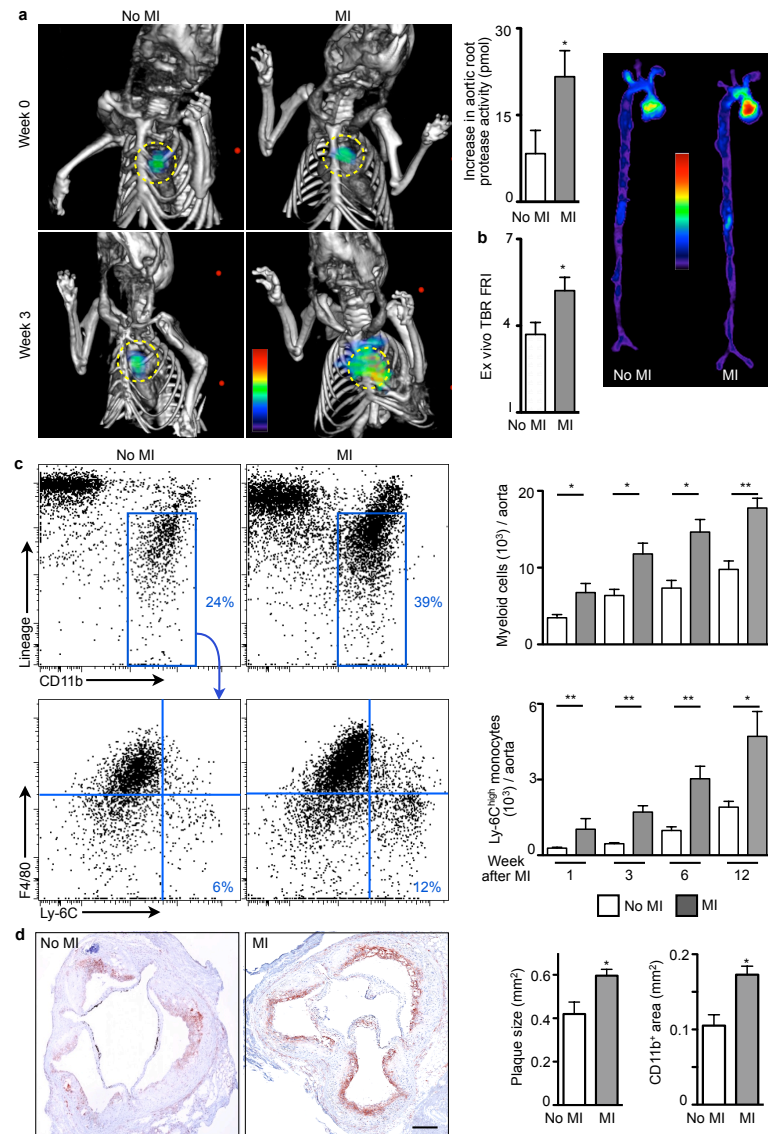 a
No MI
MI
Week 0
Week 3
Increase in aortic root
protease activity (pmol)
30
15
0
No MI MI
*
b
Ex vivo TBR FRI
7
4
1
No MI MI
*
No MI
MI
c
No MI
MI
Lineage
CD11b
24%
39%
F4/80
Ly-6C
6%
12%
Myeloid cells (10³) / aorta
20
10
0
* * * **
Ly-6Chigh monocytes
(10³) / aorta
6
3
0
** ** ** *
Week
after MI
1 3 6 12
No MI MI
d
No MI
MI
Plaque size (mm²)
0.6
0.4
0
No MI MI
*
CD11b⁺ area (mm²)
0.2
0.1
0
No MI MI
*